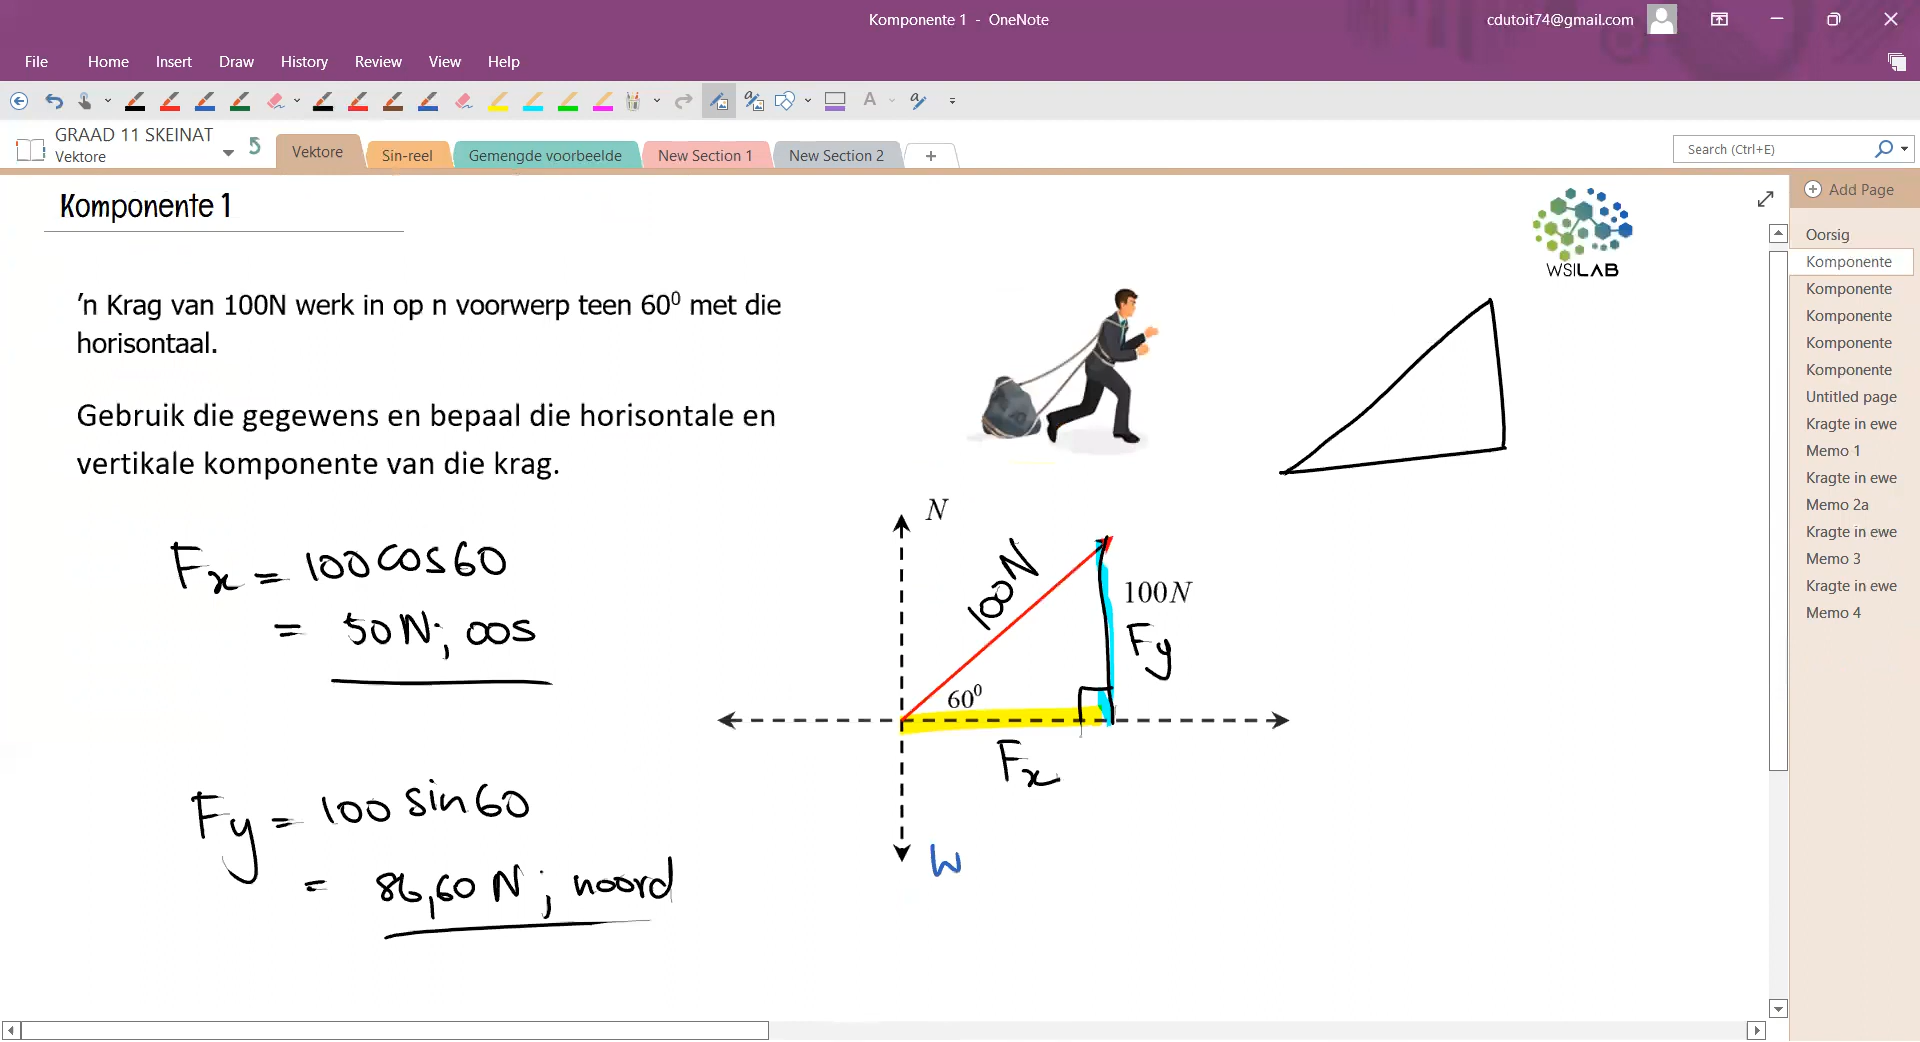 Komponente 1 - OneNote
cdutoit74@gmail.com
File Home Insert Draw History Review View Help
GRAAD 11 SKEINAT
Vektore
Vektore Sin-reel Gemengde voorbeelde New Section 1 New Section 2 +
Search (Ctrl+E)
Komponente 1
WSILAB
'n Krag van 100N werk in op n voorwerp teen 60⁰ met die
horisontaal.
Gebruik die gegewens en bepaal die horisontale en
vertikale komponente van die krag.
Fx = 100 cos 60
= 50 N; oos
Fy = 100 sin 60
= 86,60 N; noord
N
100N
100N
Fy
60⁰
Fx
W
Add Page
Oorsig
Komponente
Komponente
Komponente
Komponente
Komponente
Untitled page
Kragte in ewe
Memo 1
Kragte in ewe
Memo 2a
Kragte in ewe
Memo 3
Kragte in ewe
Memo 4